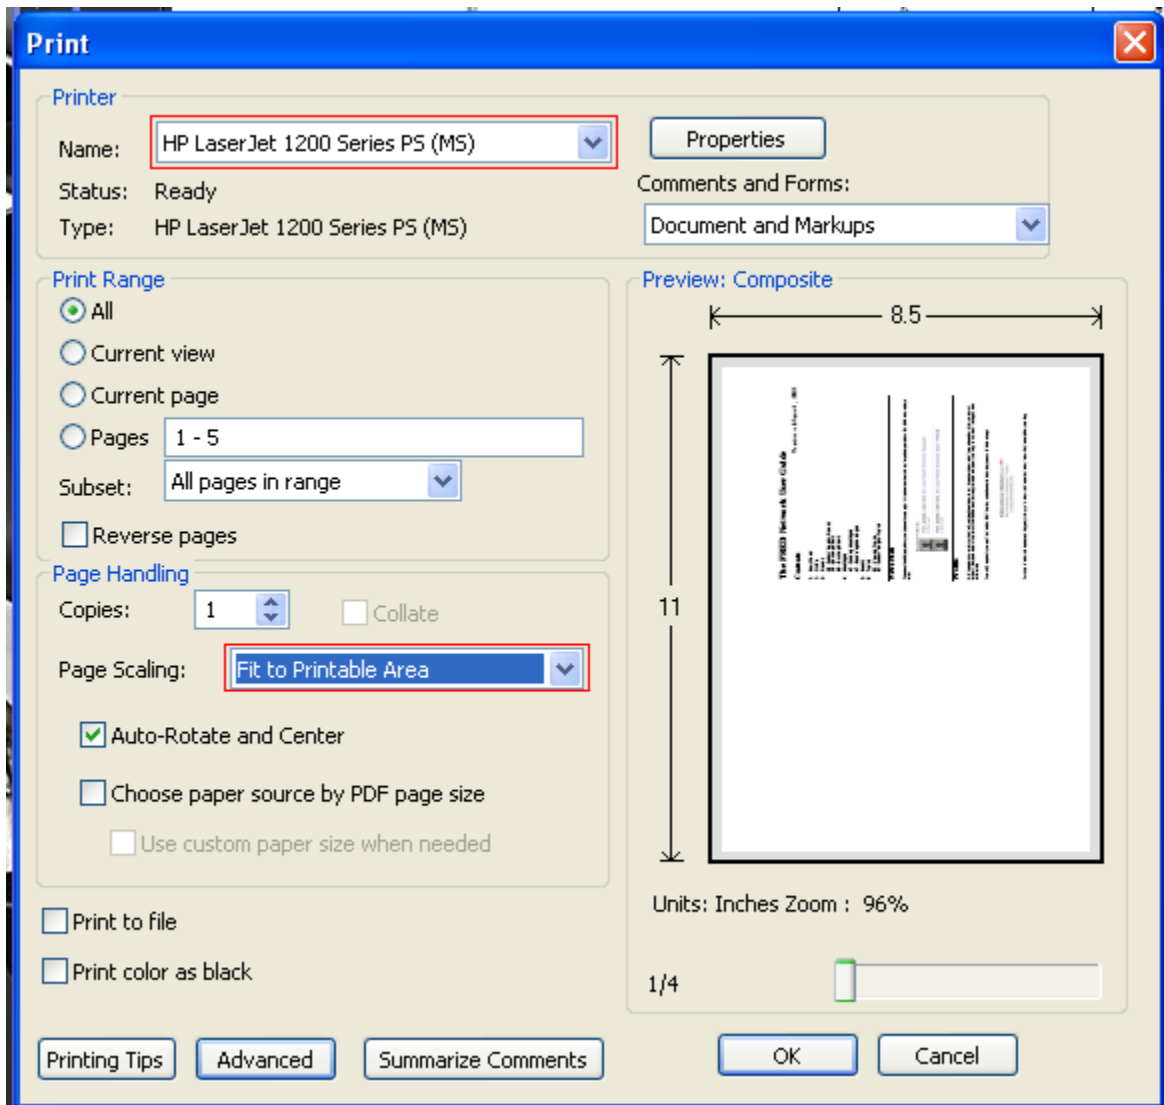 Print
Printer
Name: HP LaserJet 1200 Series PS (MS) Properties
Status: Ready Comments and Forms:
Type: HP LaserJet 1200 Series PS (MS) Document and Markups
Print Range
All
Current view
Current page
Pages 1 - 5
Subset: All pages in range
Reverse pages
Page Handling
Copies: 1 Collate
Page Scaling: Fit to Printable Area
Auto-Rotate and Center
Choose paper source by PDF page size
Use custom paper size when needed
Print to file
Print color as black
Preview: Composite
8.5
11
Units: Inches Zoom : 96%
1/4
Printing Tips Advanced Summarize Comments OK Cancel